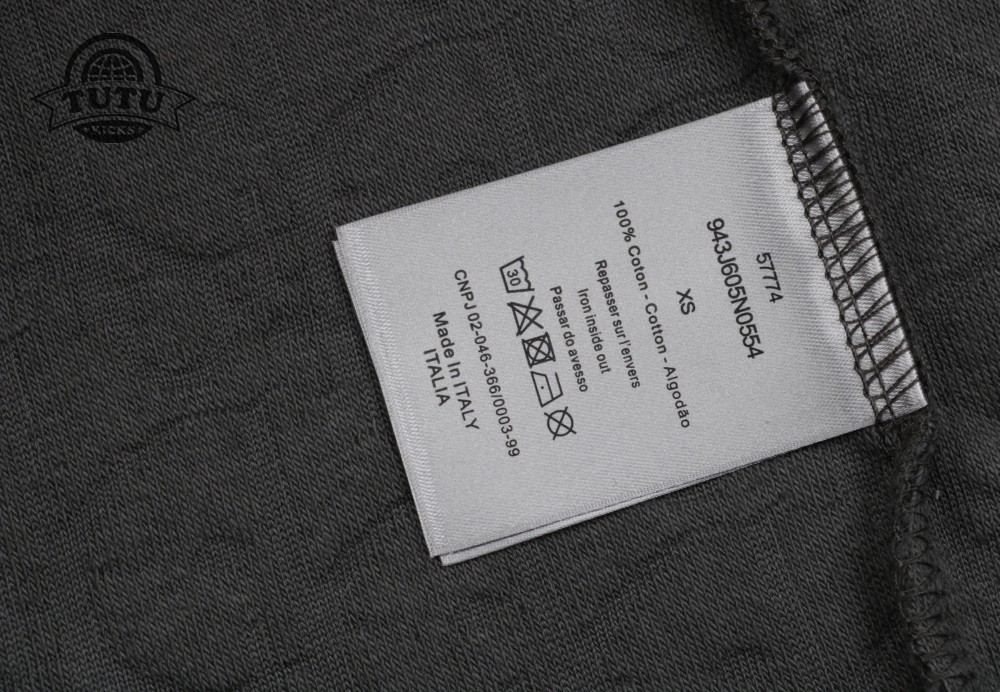 TUTU
KICKS
57774
943J605N0554
XS
100% Coton - Cotton - Algodão
Repasser sur l'envers
Iron inside out
Passar do avesso
30
CNPJ 02-046-366/0003-99
Made In ITALY
ITALIA